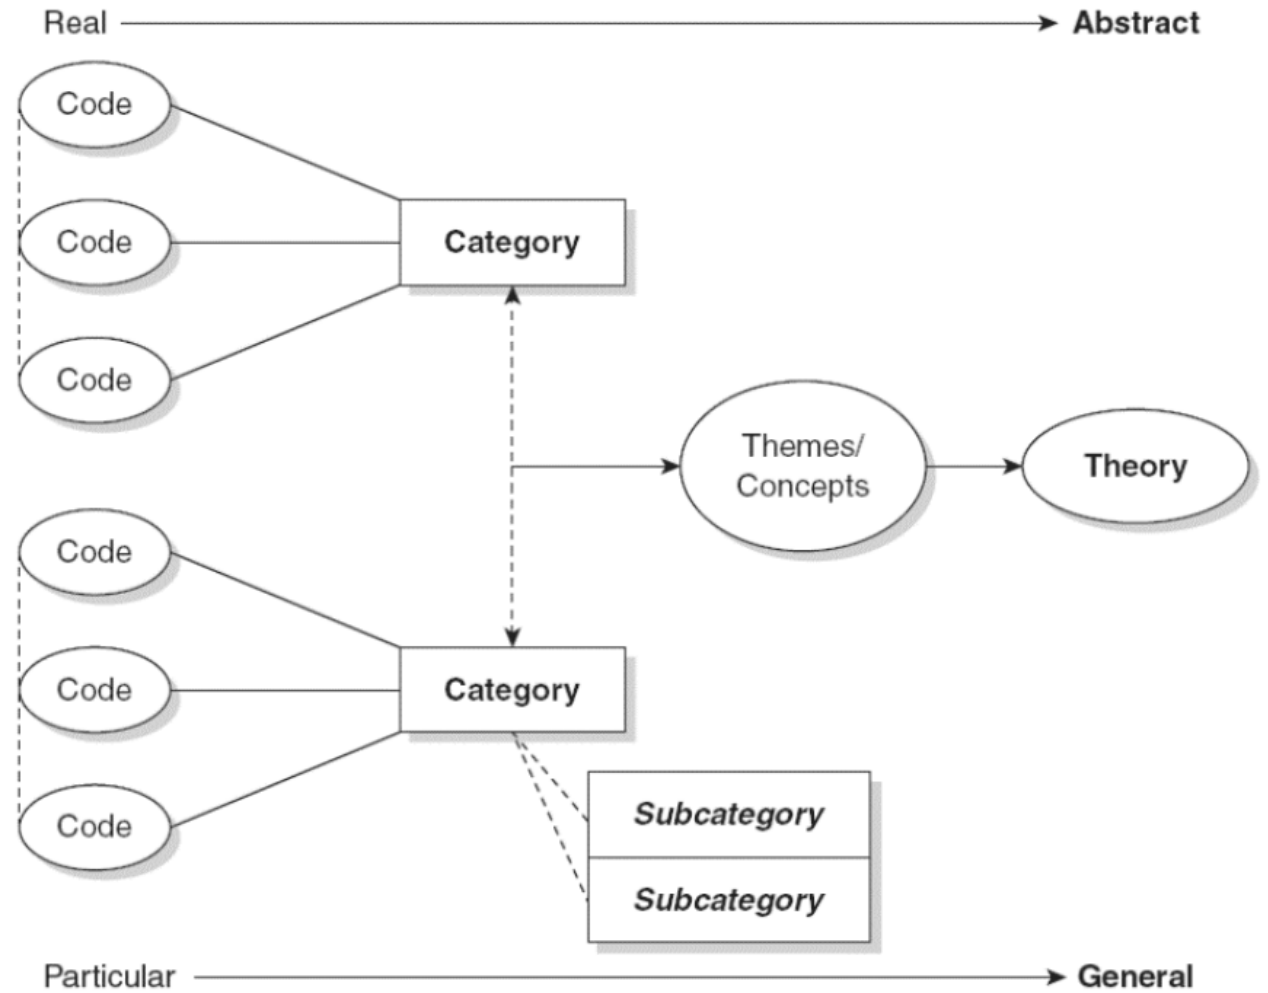 Real
Abstract
Code
Code
Category
Code
Themes/
Concepts
Theory
Code
Code
Category
Code
Subcategory
Subcategory
Particular
General